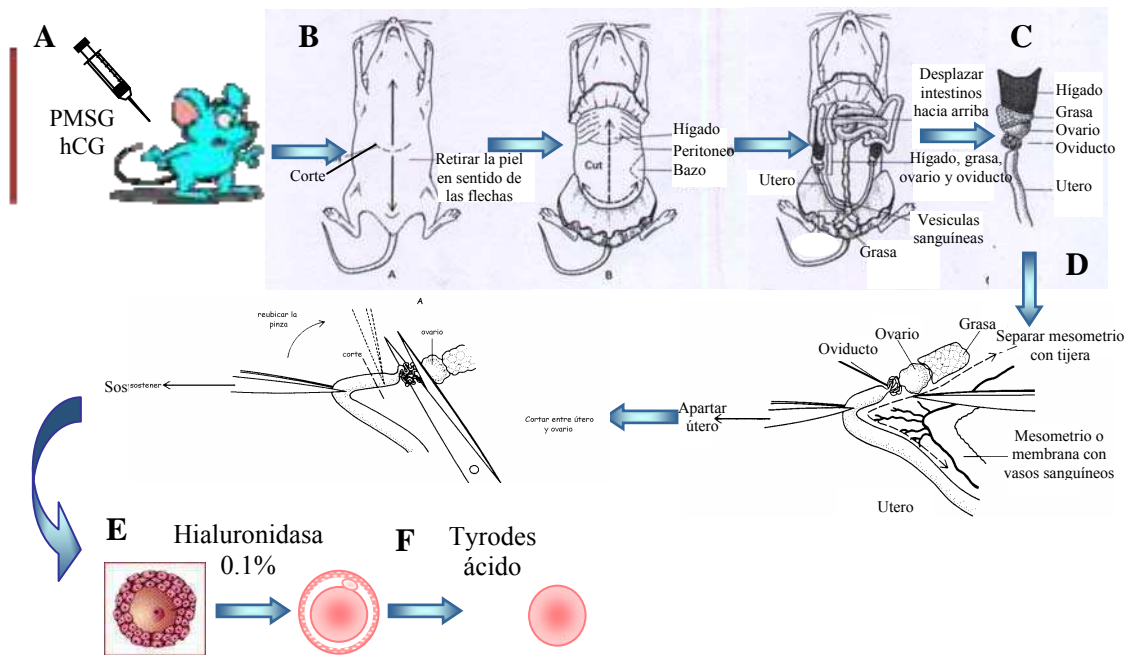 A
PMSG
hCG
B
Corte
Retirar la piel
en sentido de
las flechas
A
Cut
Hígado
Peritoneo
Bazo
B
Utero
Desplazar
intestinos
hacia arriba
Hígado, grasa,
ovario y oviducto
Vesiculas
sanguíneas
Grasa
C
Hígado
Grasa
Ovario
Oviducto
Utero
D
Grasa
Ovario
Oviducto
Separar mesometrio
con tijera
Apartar
útero
Mesometrio o
membrana con
vasos sanguíneos
Utero
Cortar entre útero
y ovario
A
reubicar la
pinza
corte
ovario
Sos
sostener
E
Hialuronidasa
0.1%
F
Tyrodes
ácido